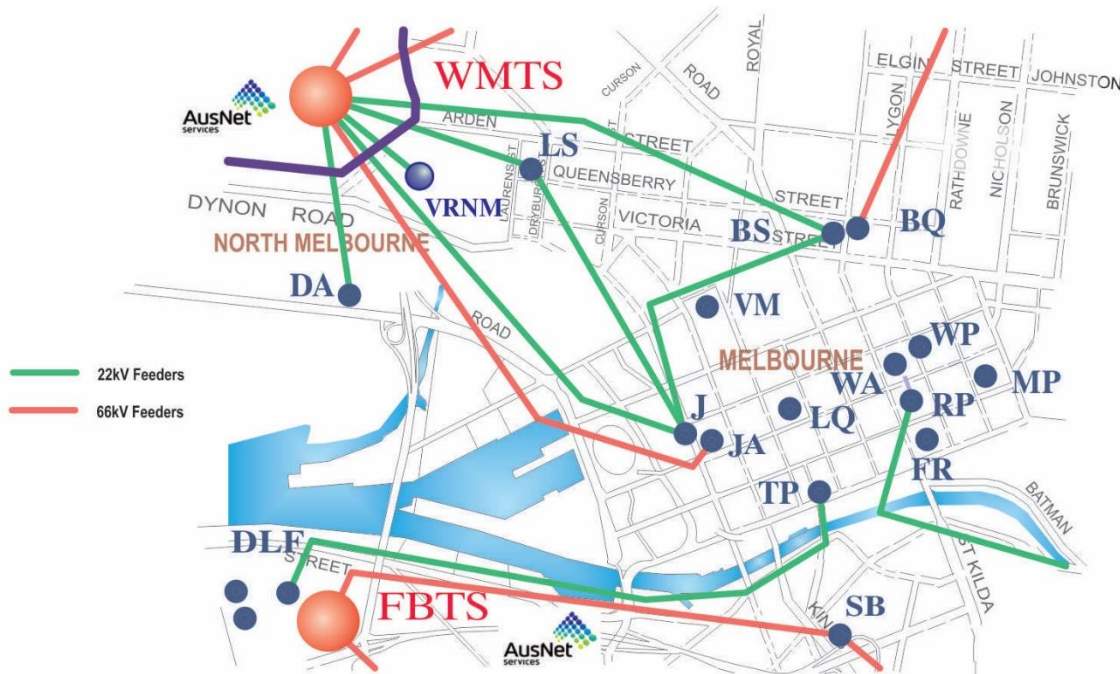 WMTS
AusNet
services
ROYAL
ROAD
CURSON
ELGIN STREET JOHNSTON
LYGON
RATHDOWNE
NICHOLSON
BRUNSWICK
ARDEN STREET
LS
QUEENSBERRY STREET
LAURENS ST
DRYBURGH ST
CURSON
VRNM
VICTORIA STREET
DYNON ROAD
NORTH MELBOURNE
BS
BQ
DA
VM
ROAD
MELBOURNE
WP
WA
MP
22kV Feeders
66kV Feeders
J
JA
LQ
RP
FR
TP
BATMAN
DLF
STREET
ST KILDA
FBTS
SB
AusNet
services